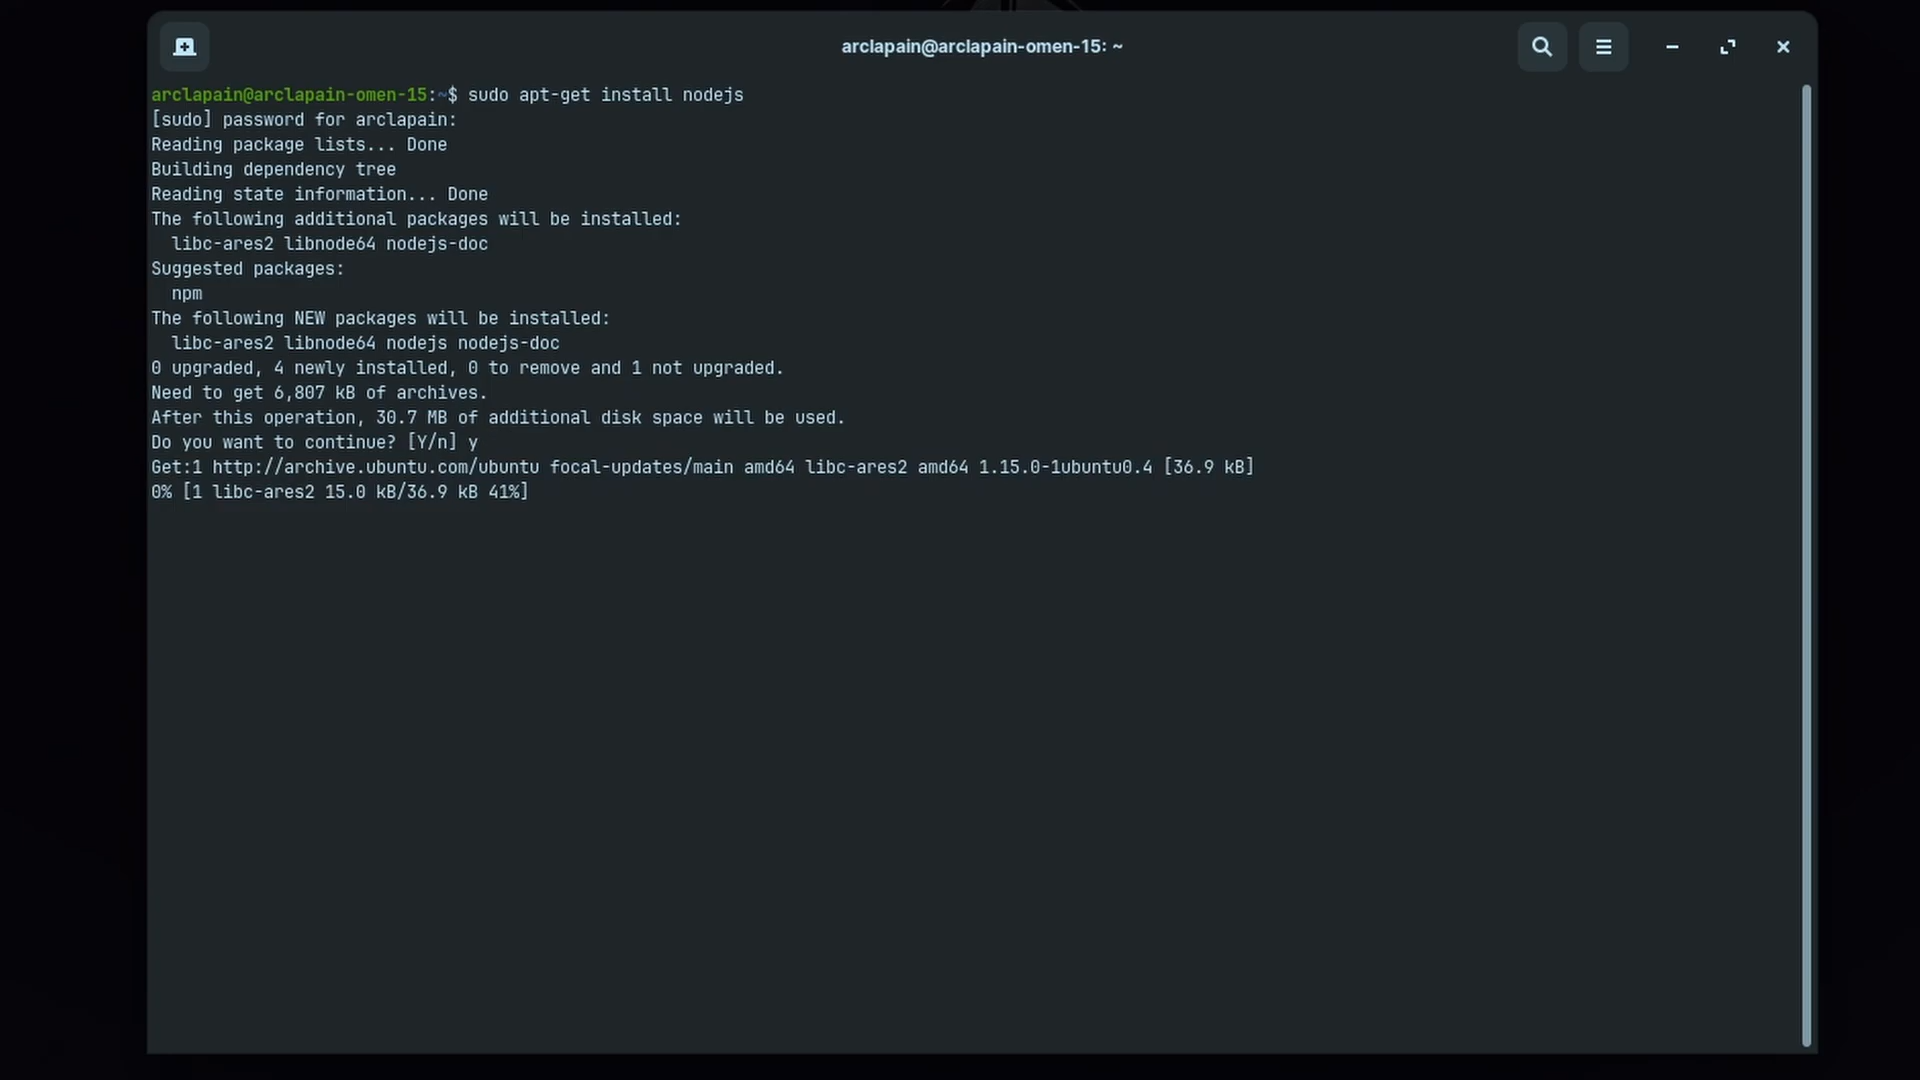 arclapain@arclapain-omen-15: ~
arclapain@arclapain-omen-15:~$ sudo apt-get install nodejs
[sudo] password for arclapain:
Reading package lists... Done
Building dependency tree
Reading state information... Done
The following additional packages will be installed:
  libc-ares2 libnode64 nodejs-doc
Suggested packages:
  npm
The following NEW packages will be installed:
  libc-ares2 libnode64 nodejs nodejs-doc
0 upgraded, 4 newly installed, 0 to remove and 1 not upgraded.
Need to get 6,807 kB of archives.
After this operation, 30.7 MB of additional disk space will be used.
Do you want to continue? [Y/n] y
Get:1 http://archive.ubuntu.com/ubuntu focal-updates/main amd64 libc-ares2 amd64 1.15.0-1ubuntu0.4 [36.9 kB]
0% [1 libc-ares2 15.0 kB/36.9 kB 41%]